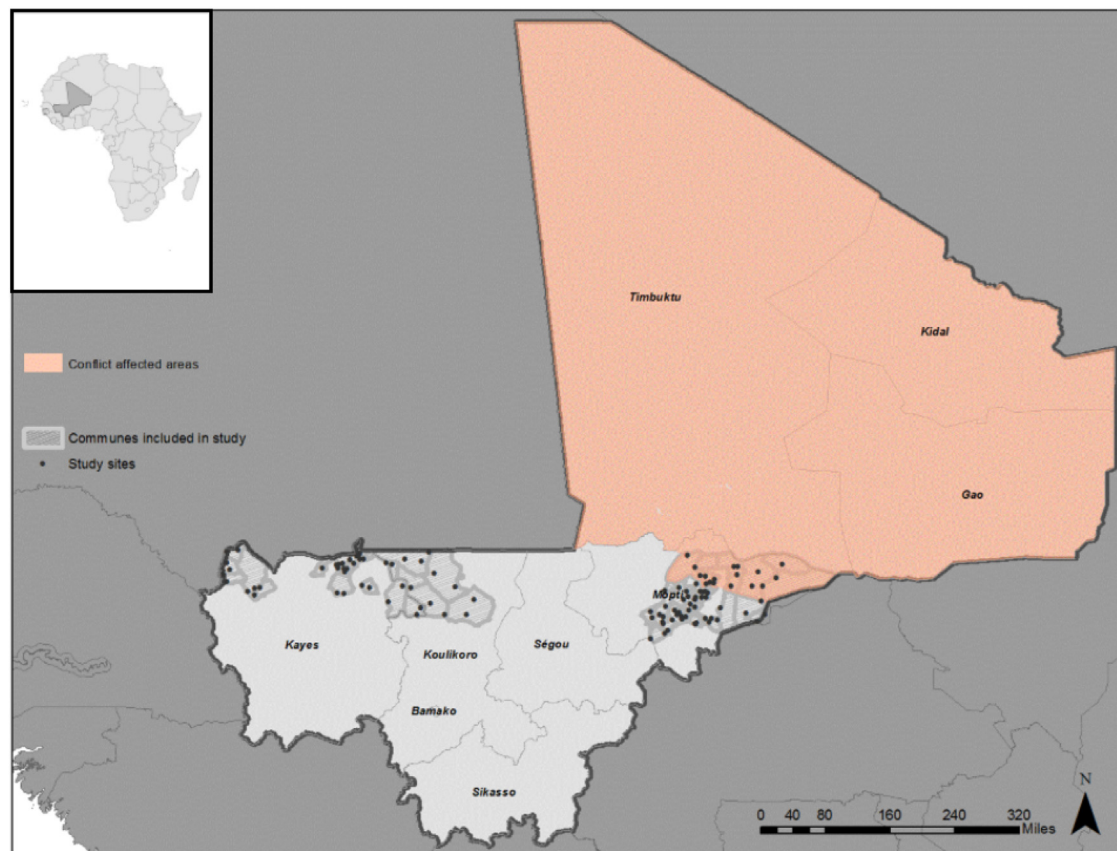 Timbuktu
Kidal
Conflict affected areas
Communes included in study
Study sites
Gao
Mopti
Kayes
Koulikoro
Ségou
Bamako
Sikasso
N
0 40 80 160 240 320
Miles